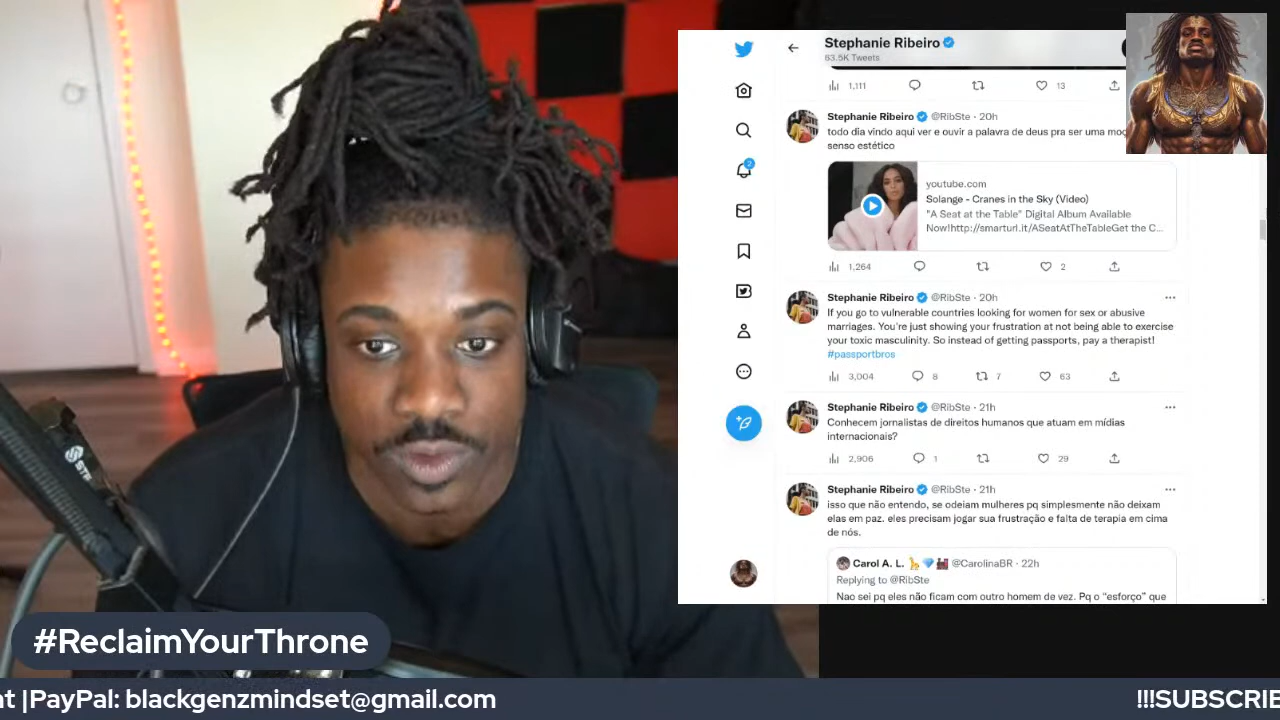 Stephanie Ribeiro
63.5K Tweets
1,111
13
Stephanie Ribeiro @RibSte · 20h
todo dia vindo aqui ver e ouvir a palavra de deus pra ser uma
senso estético
youtube.com
Solange - Cranes in the Sky (Video)
"A Seat at the Table" Digital Album Available
Now!http://smarturl.it/ASeatAtTheTableGet the C...
1,264
2
Stephanie Ribeiro @RibSte · 20h
If you go to vulnerable countries looking for women for sex or abusive
marriages. You're just showing your frustration at not being able to exercise
your toxic masculinity. So instead of getting passports, pay a therapist!
#passportbros
3,004
8
7
63
Stephanie Ribeiro @RibSte · 21h
Conhecem jornalistas de direitos humanos que atuam em mídias
internacionais?
2,906
1
29
Stephanie Ribeiro @RibSte · 21h
isso que não entendo, se odeiam mulheres pq simplesmente não deixam
elas em paz. eles precisam jogar sua frustração e falta de terapia em cima
de nós.
Carol A. L. @CarolinaBR · 22h
Replying to @RibSte
Nao sei pq eles não ficam com outro homem de vez. Pq o "esforço" que
2
#ReclaimYourThrone
|PayPal: blackgenzmindset@gmail.com
!!!SUBSCRIB